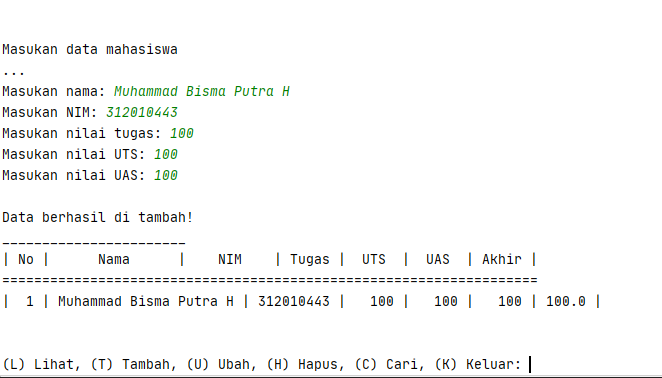 Masukan data mahasiswa
...
Masukan nama: Muhammad Bisma Putra H
Masukan NIM: 312010443
Masukan nilai tugas: 100
Masukan nilai UTS: 100
Masukan nilai UAS: 100
Data berhasil di tambah!
_______________________
| No |      Nama      |    NIM    | Tugas |  UTS  |  UAS  | Akhir |
===================================================================
|  1 | Muhammad Bisma Putra H | 312010443 |   100 |   100 |   100 | 100.0 |
(L) Lihat, (T) Tambah, (U) Ubah, (H) Hapus, (C) Cari, (K) Keluar: